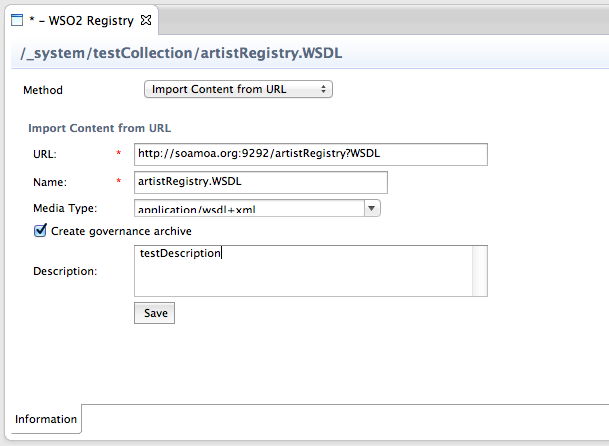 * – WSO2 Registry
/_system/testCollection/artistRegistry.WSDL
Method Import Content from URL
Import Content from URL
URL: * http://soamoa.org:9292/artistRegistry?WSDL
Name: * artistRegistry.WSDL
Media Type: application/wsdl+xml
Create governance archive
Description: testDescription
Save
Information